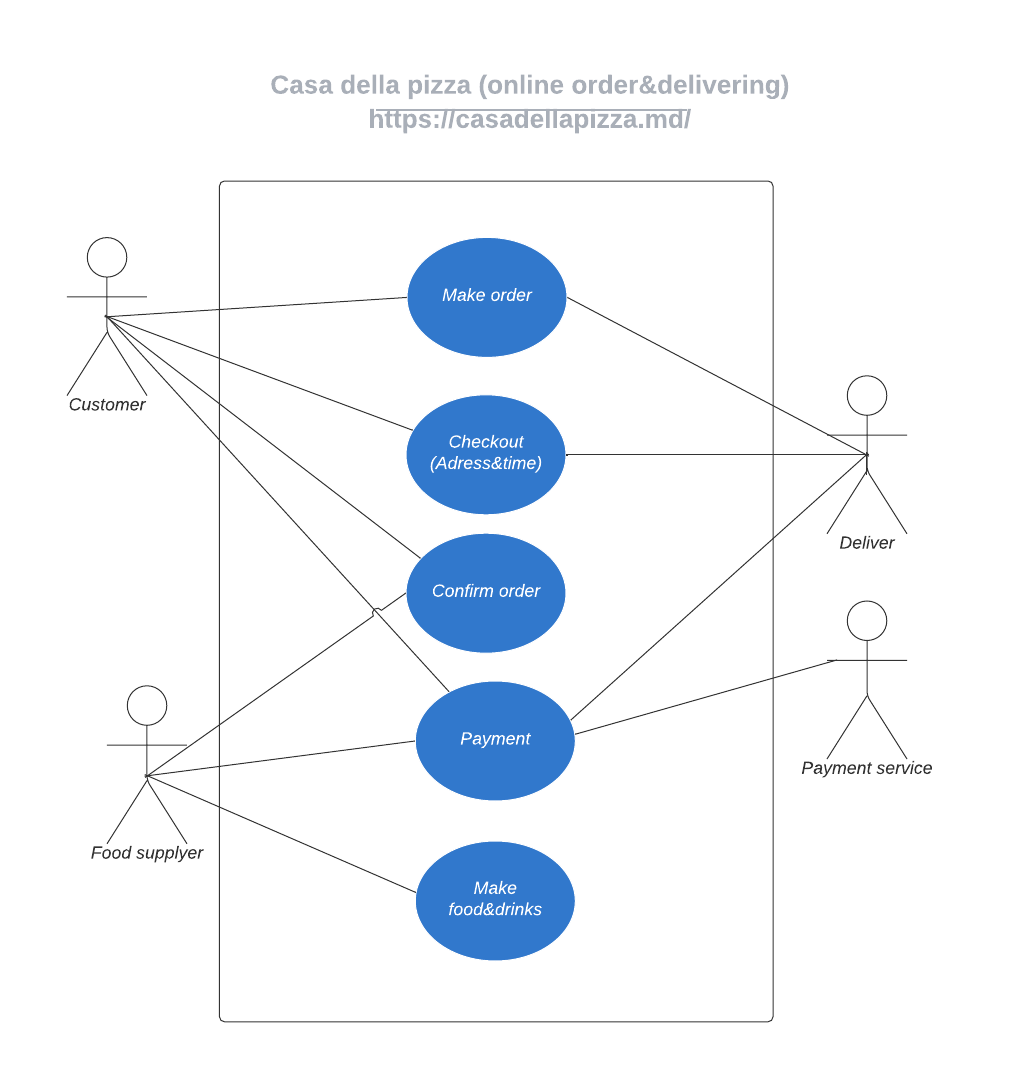 Casa della pizza (online order&delivering)
https://casadellapizza.md/
Make order
Customer
Checkout
(Adress&time)
Deliver
Confirm order
Payment
Payment service
Food supplyer
Make
food&drinks